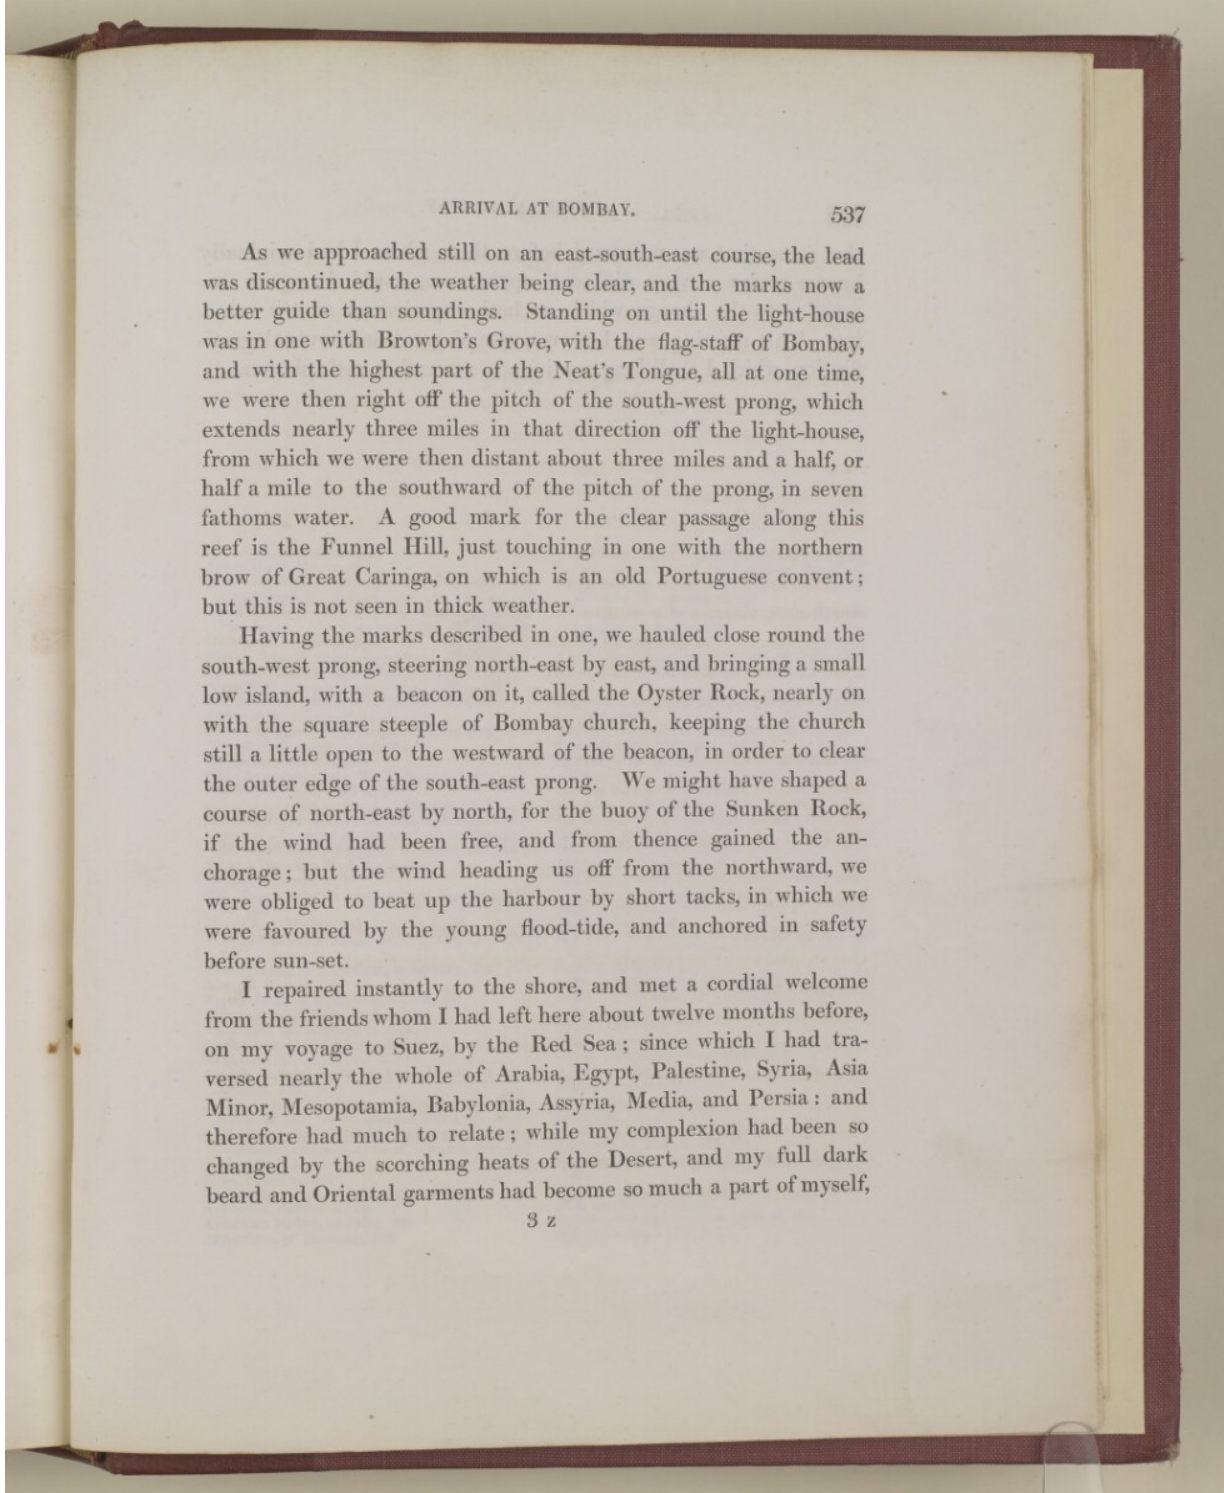 ARRIVAL AT BOMBAY. 537
As we approached still on an east-south-east course, the lead
was discontinued, the weather being clear, and the marks now a
better guide than soundings. Standing on until the light-house
was in one with Browton's Grove, with the flag-staff of Bombay,
and with the highest part of the Neat's Tongue, all at one time,
we were then right off the pitch of the south-west prong, which
extends nearly three miles in that direction off the light-house,
from which we were then distant about three miles and a half, or
half a mile to the southward of the pitch of the prong, in seven
fathoms water. A good mark for the clear passage along this
reef is the Funnel Hill, just touching in one with the northern
brow of Great Caringa, on which is an old Portuguese convent;
but this is not seen in thick weather.
Having the marks described in one, we hauled close round the
south-west prong, steering north-east by east, and bringing a small
low island, with a beacon on it, called the Oyster Rock, nearly on
with the square steeple of Bombay church, keeping the church
still a little open to the westward of the beacon, in order to clear
the outer edge of the south-east prong. We might have shaped a
course of north-east by north, for the buoy of the Sunken Rock,
if the wind had been free, and from thence gained the an-
chorage; but the wind heading us off from the northward, we
were obliged to beat up the harbour by short tacks, in which we
were favoured by the young flood-tide, and anchored in safety
before sun-set.
I repaired instantly to the shore, and met a cordial welcome
from the friends whom I had left here about twelve months before,
on my voyage to Suez, by the Red Sea; since which I had tra-
versed nearly the whole of Arabia, Egypt, Palestine, Syria, Asia
Minor, Mesopotamia, Babylonia, Assyria, Media, and Persia: and
therefore had much to relate; while my complexion had been so
changed by the scorching heats of the Desert, and my full dark
beard and Oriental garments had become so much a part of myself,
3 Z